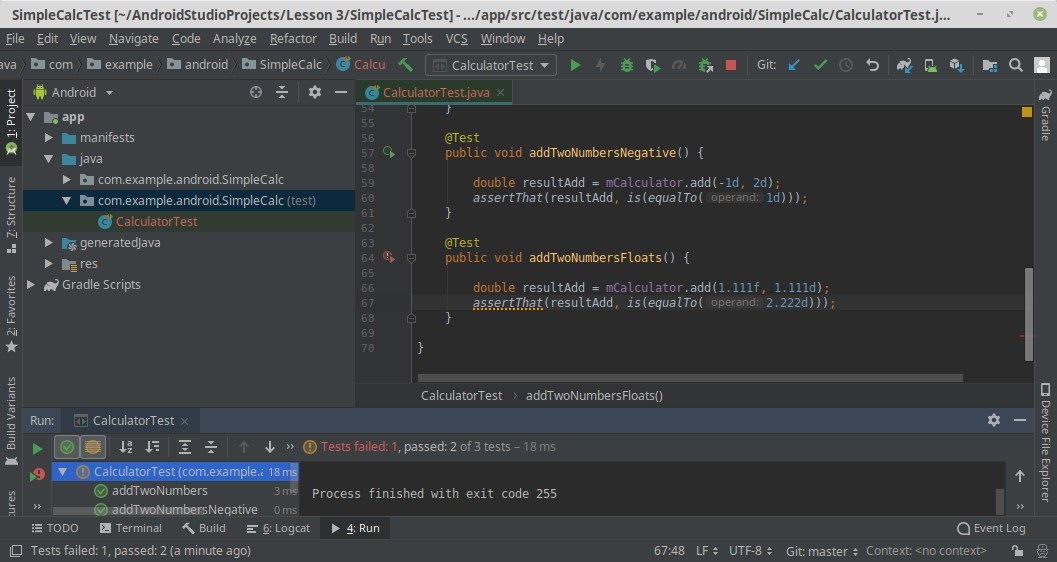 SimpleCalcTest [~/AndroidStudioProjects/Lesson 3/SimpleCalcTest] - .../app/src/test/java/com/example/android/SimpleCalc/CalculatorTest.j...
File Edit View Navigate Code Analyze Refactor Build Run Tools VCS Window Help
ava com example android SimpleCalc Calcu CalculatorTest Git:
Android
CalculatorTest.java
1: Project
7: Structure
2: Favorites
Build Variants
app
manifests
java
com.example.android.SimpleCalc
com.example.android.SimpleCalc (test)
CalculatorTest
generatedJava
res
Gradle Scripts
54 }
55
56 @Test
57 public void addTwoNumbersNegative() {
58
59 double resultAdd = mCalculator.add(-1d, 2d);
60 assertThat(resultAdd, is(equalTo( operand: 1d)));
61 }
62
63 @Test
64 public void addTwoNumbersFloats() {
65
66 double resultAdd = mCalculator.add(1.111f, 1.111d);
67 assertThat(resultAdd, is(equalTo( operand: 2.222d)));
68 }
69
70 }
CalculatorTest › addTwoNumbersFloats()
Gradle
Device File Explorer
Run: CalculatorTest
›› Tests failed: 1, passed: 2 of 3 tests – 18 ms
CalculatorTest (com.example.a 18 ms
addTwoNumbers 3 ms
addTwoNumbersNegative 0 ms
Process finished with exit code 255
TODO Terminal Build 6: Logcat 4: Run Event Log
Tests failed: 1, passed: 2 (a minute ago) 67:48 LF UTF-8 Git: master Context: <no context>